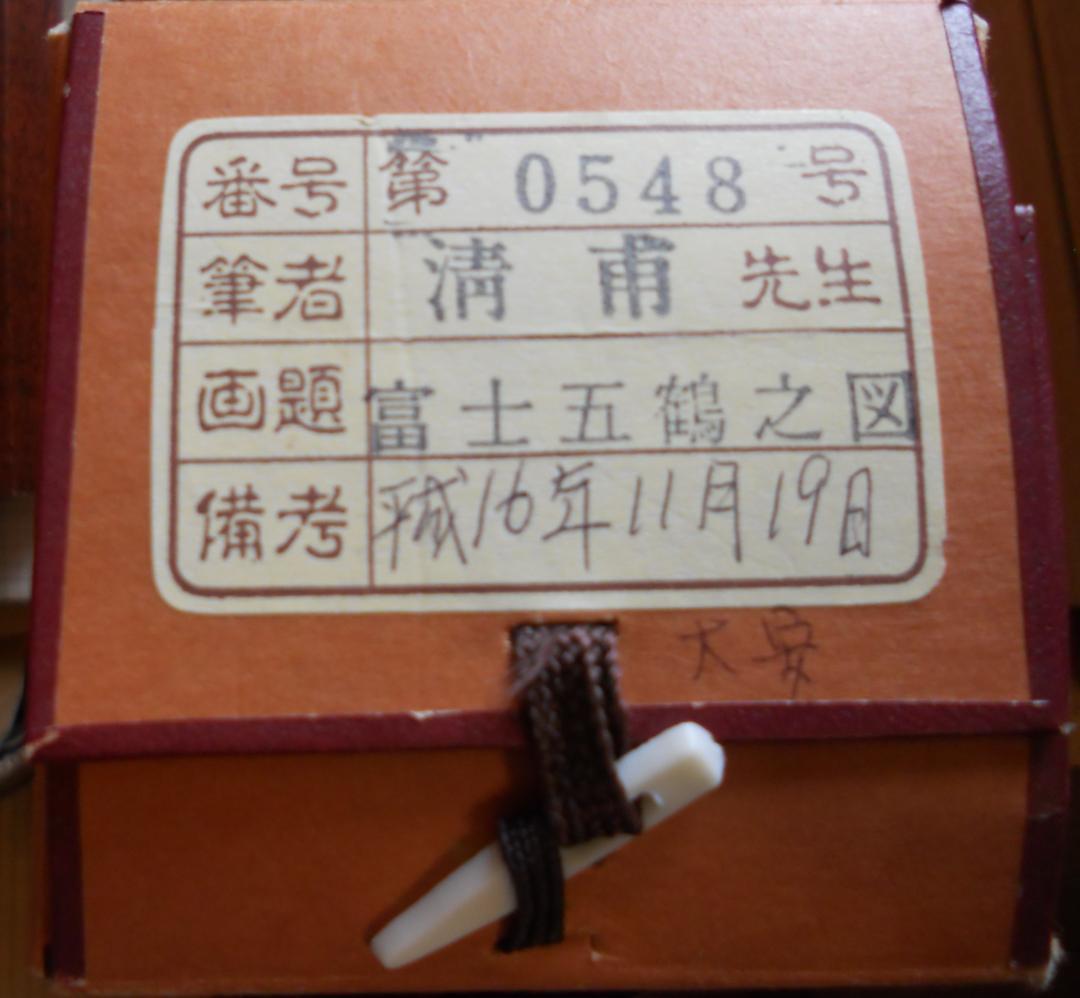 番号 第 0548 号
筆者 清甫 先生
画題 富士五鶴之図
備考 平成16年11月19日
大安